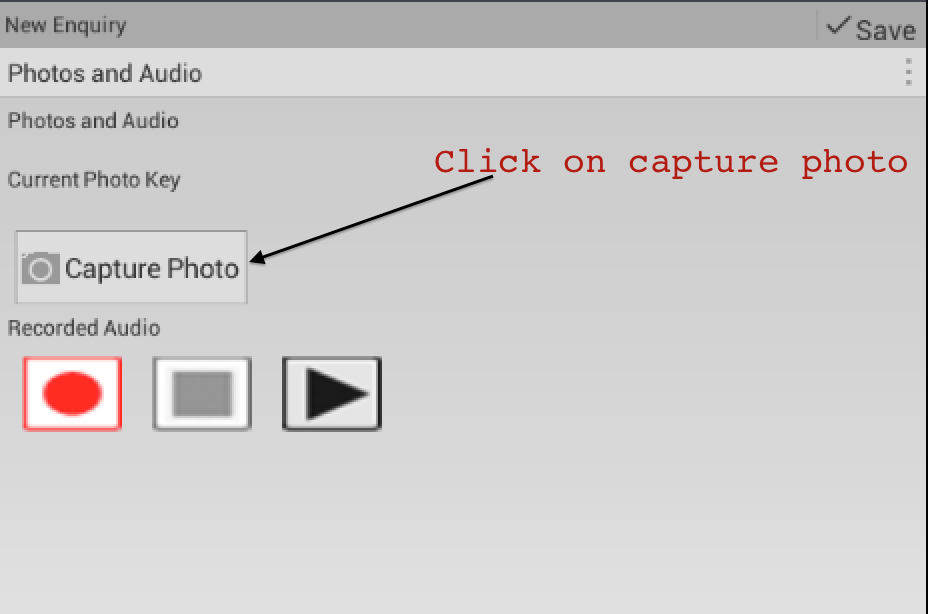 New Enquiry
Save
Photos and Audio
Photos and Audio
Click on capture photo
Current Photo Key
Capture Photo
Recorded Audio